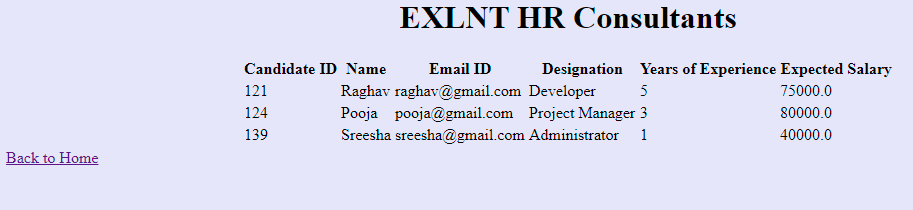 EXLNT HR Consultants
Candidate ID Name Email ID Designation Years of Experience Expected Salary
121 Raghav raghav@gmail.com Developer 5 75000.0
124 Pooja pooja@gmail.com Project Manager 3 80000.0
139 Sreesha sreesha@gmail.com Administrator 1 40000.0
Back to Home